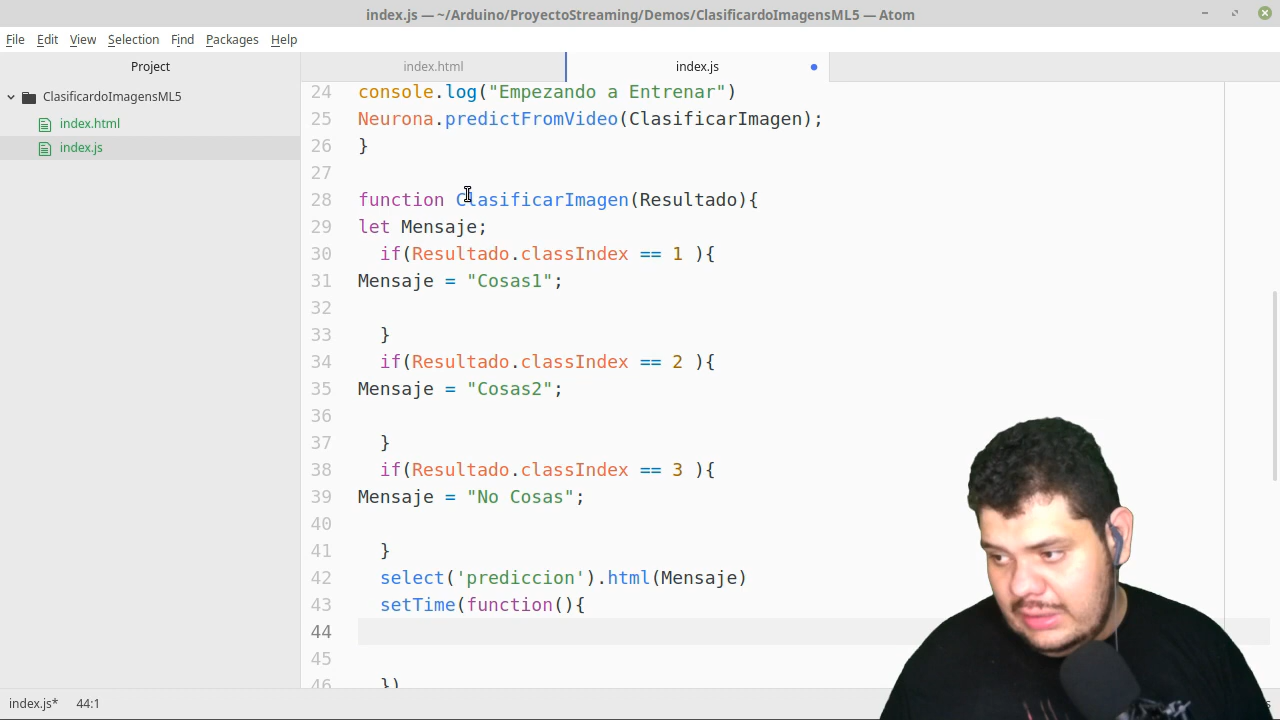 index.js — ~/Arduino/ProyectoStreaming/Demos/ClasificardoImagensML5 — Atom
File Edit View Selection Find Packages Help
Project
index.html
index.js
ClasificardoImagensML5
index.html
index.js
24 console.log("Empezando a Entrenar")
25 Neurona.predictFromVideo(ClasificarImagen);
26 }
27
28 function ClasificarImagen(Resultado){
29 let Mensaje;
30 if(Resultado.classIndex == 1 ){
31 Mensaje = "Cosas1";
32
33 }
34 if(Resultado.classIndex == 2 ){
35 Mensaje = "Cosas2";
36
37 }
38 if(Resultado.classIndex == 3 ){
39 Mensaje = "No Cosas";
40
41 }
42 select('prediccion').html(Mensaje)
43 setTime(function(){
44
45
46 })
index.js* 44:1